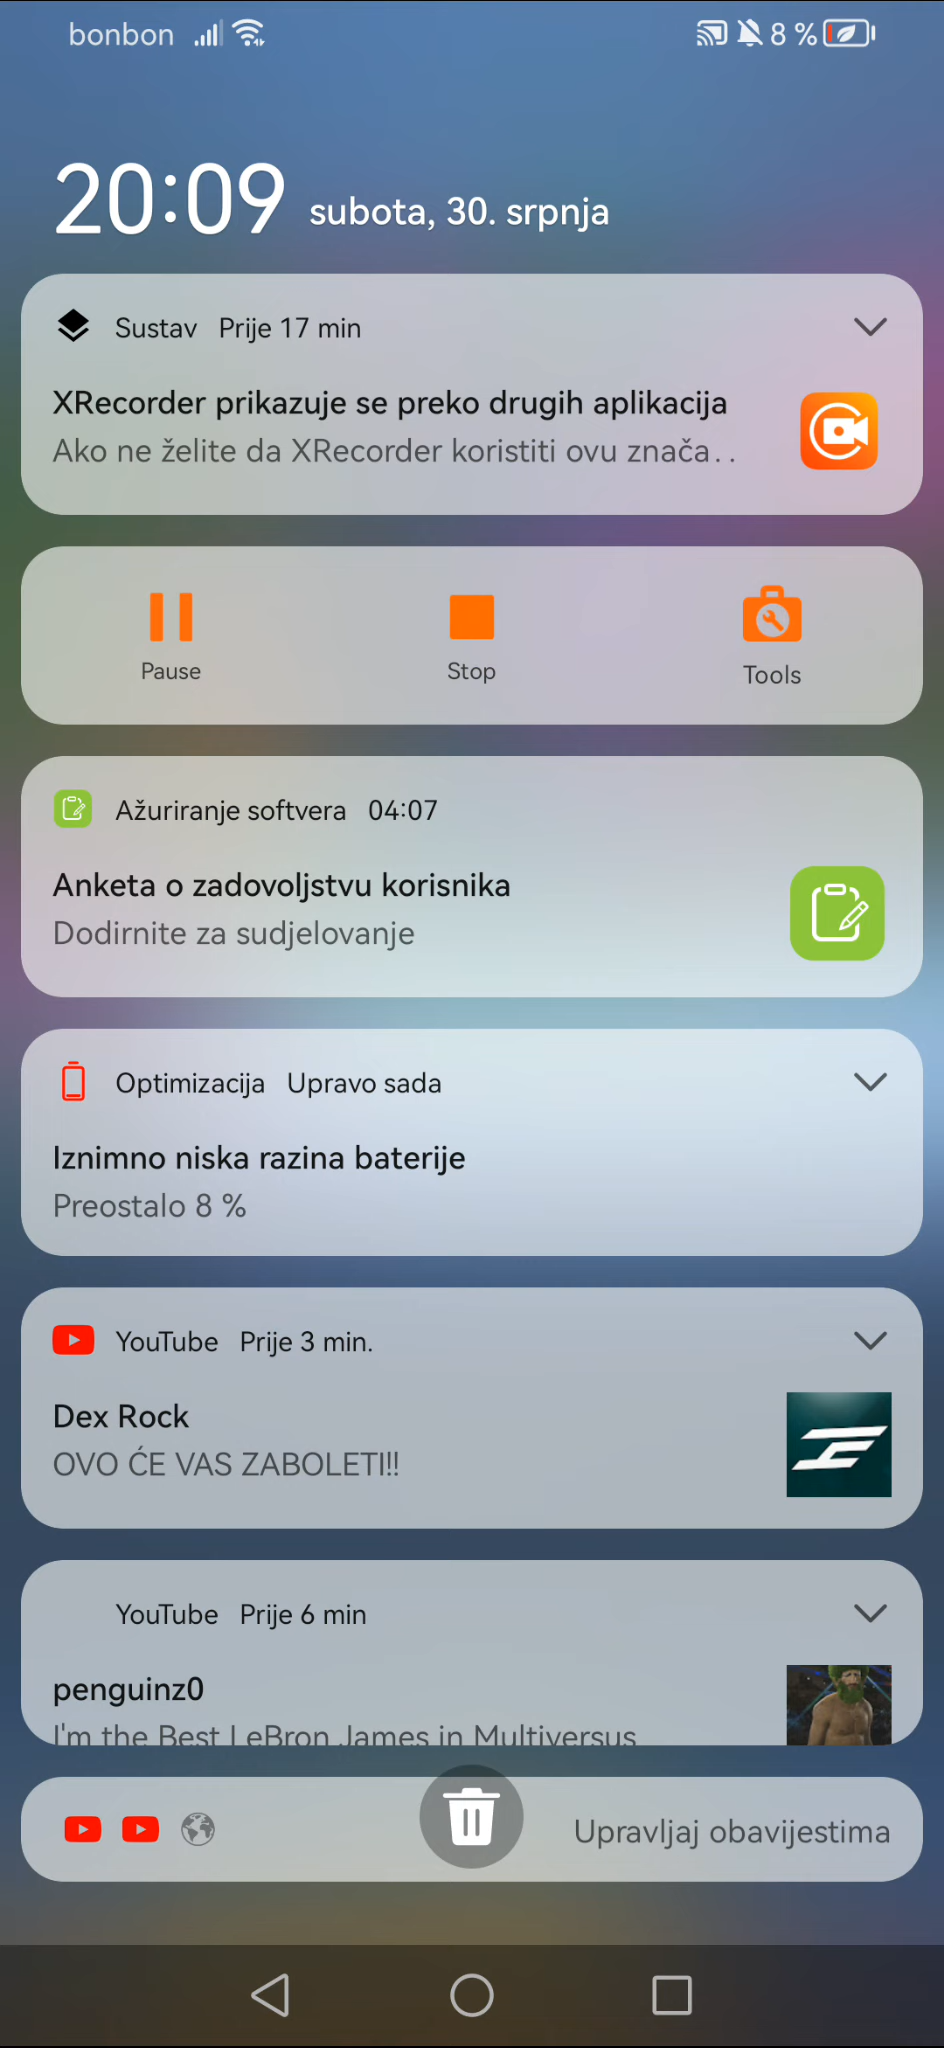 bonbon 8 %
20:09 subota, 30. srpnja
Sustav Prije 17 min
XRecorder prikazuje se preko drugih aplikacija
Ako ne želite da XRecorder koristiti ovu znača. .
Pause Stop Tools
Ažuriranje softvera 04:07
Anketa o zadovoljstvu korisnika
Dodirnite za sudjelovanje
Optimizacija Upravo sada
Iznimno niska razina baterije
Preostalo 8 %
YouTube Prije 3 min.
Dex Rock
OVO ĆE VAS ZABOLETI!!
YouTube Prije 6 min
penguinz0
I'm the Best LeBron James in Multiversus
Upravljaj obavijestima